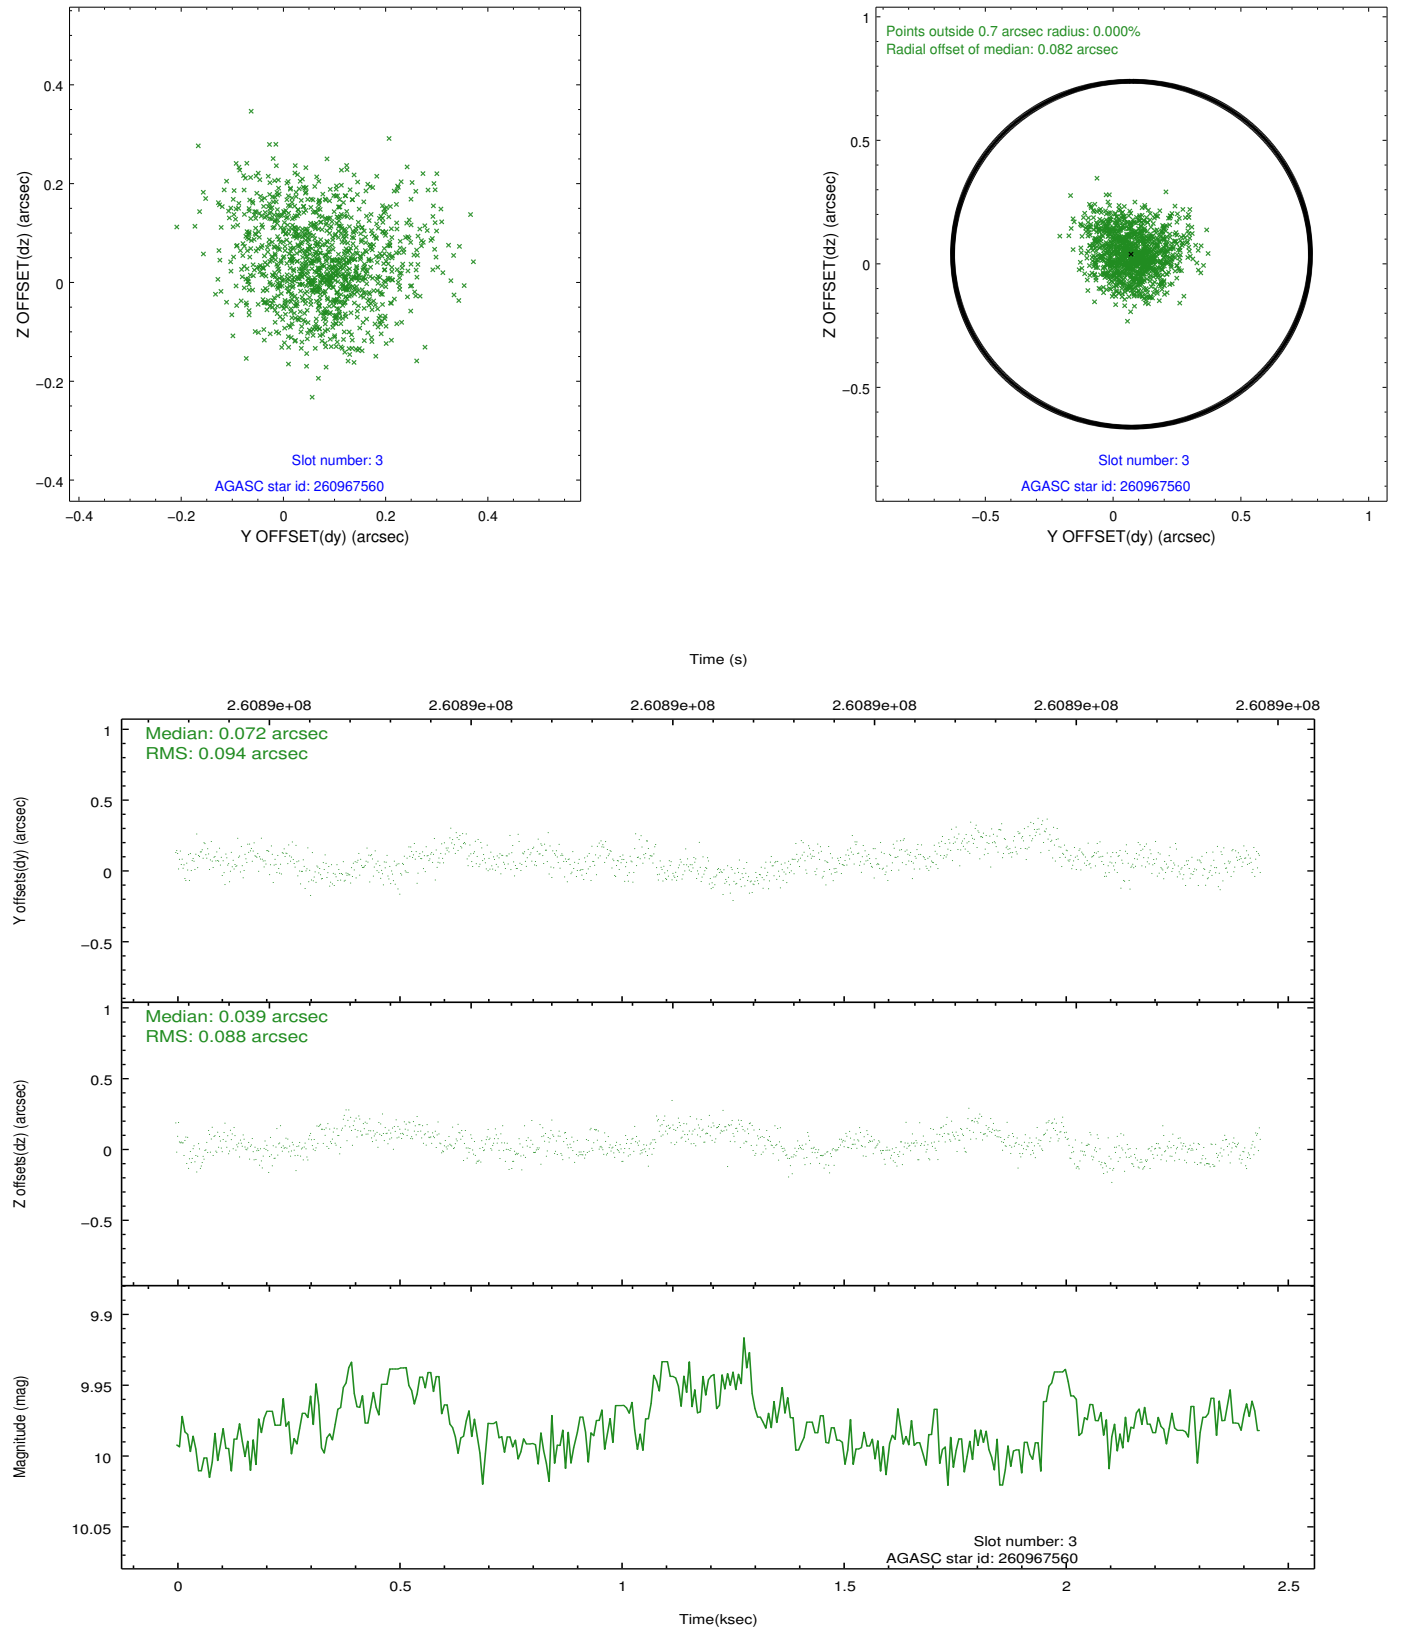 0.4
0.2
0
−0.2
−0.4
−0.4
−0.2
0
0.2
0.4
Z OFFSET(dz) (arcsec)
Y OFFSET(dy) (arcsec)
Slot number: 3
AGASC star id: 260967560
Points outside 0.7 arcsec radius: 0.000%
Radial offset of median: 0.082 arcsec
1
0.5
0
−0.5
−0.5
0
0.5
1
Z OFFSET(dz) (arcsec)
Y OFFSET(dy) (arcsec)
Slot number: 3
AGASC star id: 260967560
Time (s)
2.6089e+08
2.6089e+08
2.6089e+08
2.6089e+08
2.6089e+08
2.6089e+08
Median: 0.072 arcsec
RMS: 0.094 arcsec
1
0.5
0
−0.5
Y offsets(dy) (arcsec)
Median: 0.039 arcsec
RMS: 0.088 arcsec
1
0.5
0
−0.5
Z offsets(dz) (arcsec)
9.9
9.95
10
10.05
Magnitude (mag)
Slot number: 3
AGASC star id: 260967560
0
0.5
1
1.5
2
2.5
Time(ksec)